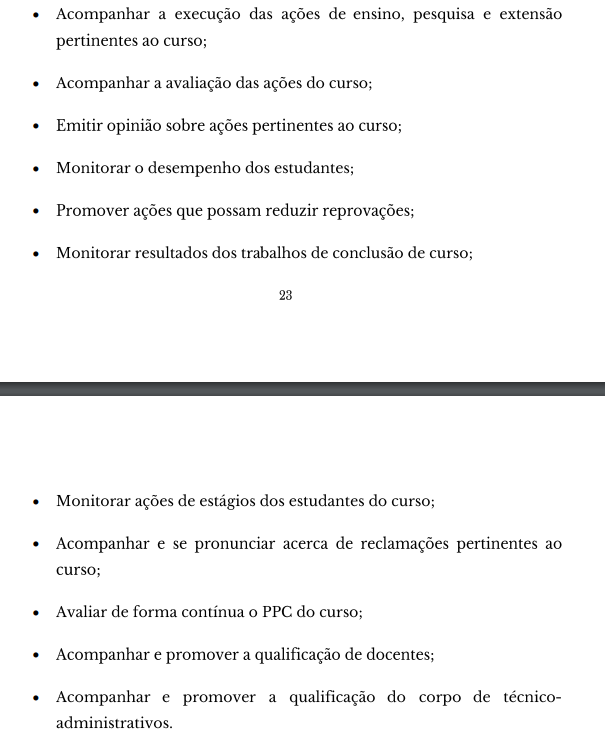 • Acompanhar a execução das ações de ensino, pesquisa e extensão
pertinentes ao curso;
• Acompanhar a avaliação das ações do curso;
• Emitir opinião sobre ações pertinentes ao curso;
• Monitorar o desempenho dos estudantes;
• Promover ações que possam reduzir reprovações;
• Monitorar resultados dos trabalhos de conclusão de curso;
23
• Monitorar ações de estágios dos estudantes do curso;
• Acompanhar e se pronunciar acerca de reclamações pertinentes ao
curso;
• Avaliar de forma contínua o PPC do curso;
• Acompanhar e promover a qualificação de docentes;
• Acompanhar e promover a qualificação do corpo de técnico-
administrativos.